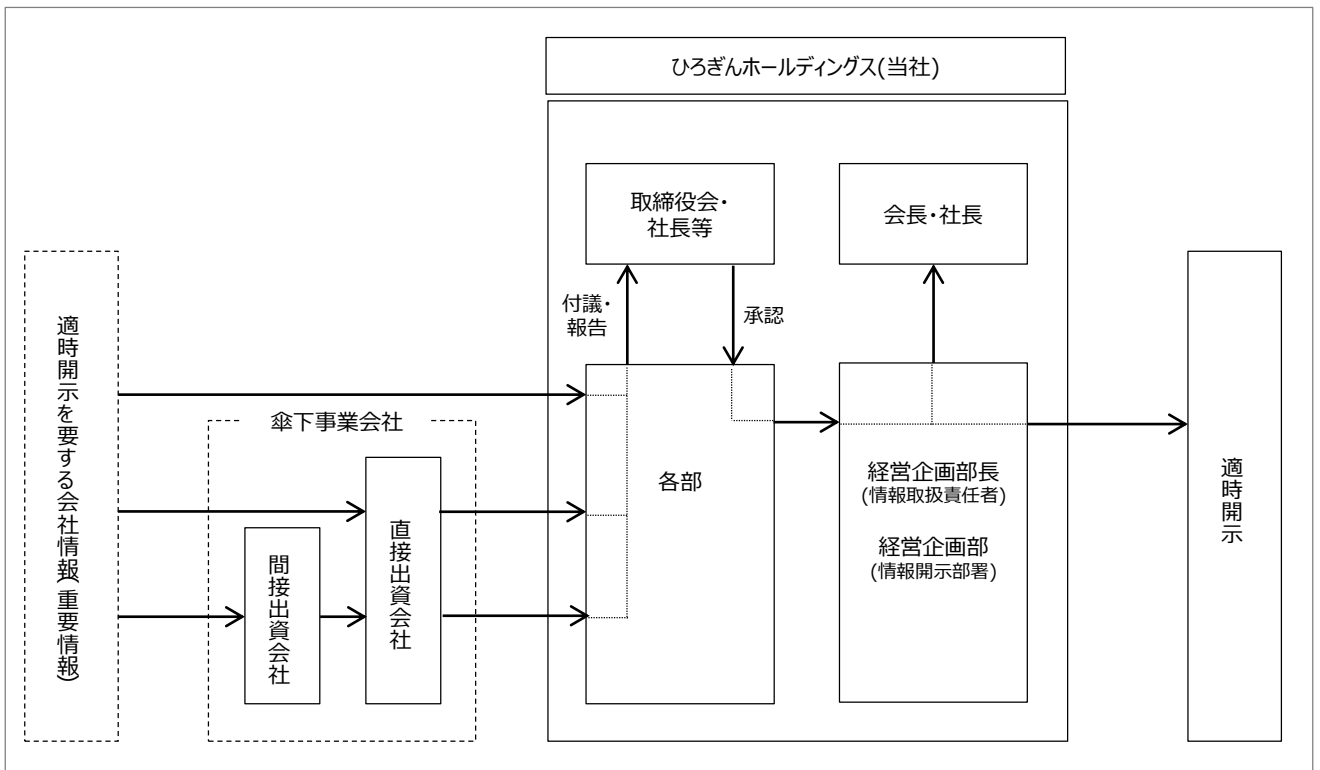 ひろぎんホールディングス(当社)
取締役会・
社長等
会長・社長
付議・
報告
承認
適時開示を要する会社情報(重要情報)
傘下事業会社
間接出資会社
直接出資会社
各部
経営企画部長
(情報取扱責任者)
経営企画部
(情報開示部署)
適時開示